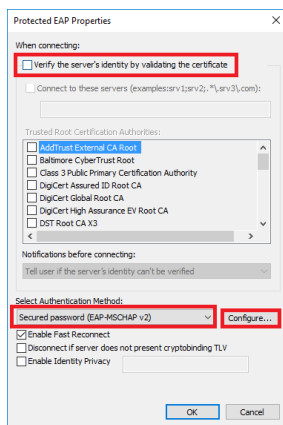 Protected EAP Properties
When connecting:
Verify the server's identity by validating the certificate
Connect to these servers (examples:srv1;srv2;.*\.srv3\.com):
Trusted Root Certification Authorities:
AddTrust External CA Root
Baltimore CyberTrust Root
Class 3 Public Primary Certification Authority
DigiCert Assured ID Root CA
DigiCert Global Root CA
DigiCert High Assurance EV Root CA
DST Root CA X3
Notifications before connecting:
Tell user if the server's identity can't be verified
Select Authentication Method:
Secured password (EAP-MSCHAP v2) Configure...
Enable Fast Reconnect
Disconnect if server does not present cryptobinding TLV
Enable Identity Privacy
OK Cancel